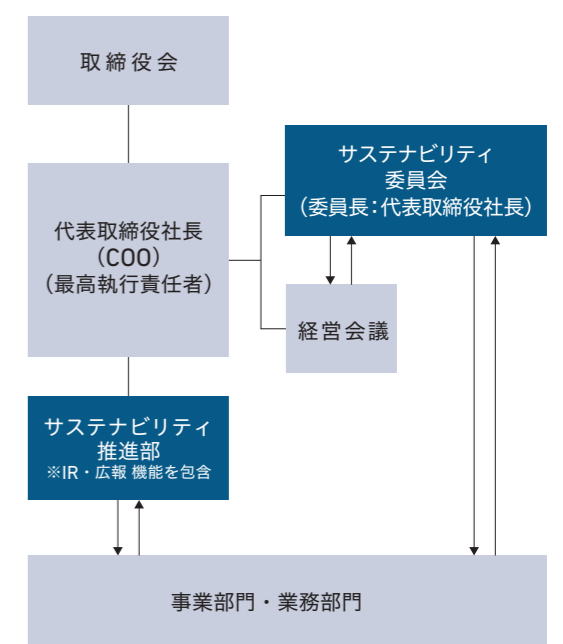 取締役会
サステナビリティ
委員会
（委員長：代表取締役社長）
代表取締役社長
（COO）
（最高執行責任者）
経営会議
サステナビリティ
推進部
※IR・広報 機能を包含
事業部門・業務部門